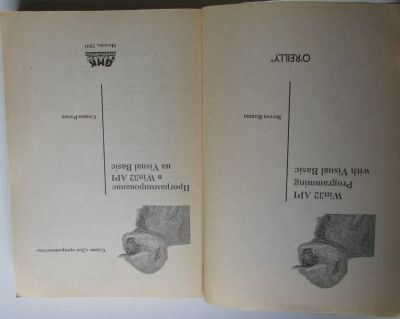 Win32 API
Programming
with Visual Basic
Steven Roman
O'REILLY®
Серия «Для программистов»
Программирование
в Win32 API
на Visual Basic
Стивен Роман
Москва, 2001
ДМК